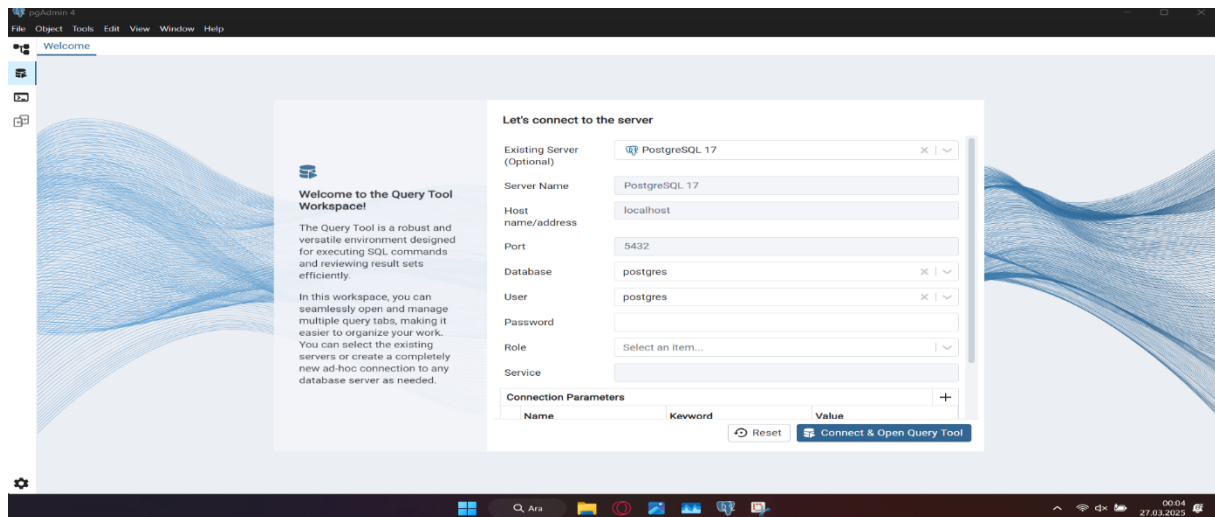 pgAdmin 4
File Object Tools Edit View Window Help
Welcome
Welcome to the Query Tool
Workspace!
The Query Tool is a robust and
versatile environment designed
for executing SQL commands
and reviewing result sets
efficiently.
In this workspace, you can
seamlessly open and manage
multiple query tabs, making it
easier to organize your work.
You can select the existing
servers or create a completely
new ad-hoc connection to any
database server as needed.
Let's connect to the server
Existing Server
(Optional)
PostgreSQL 17
Server Name
PostgreSQL 17
Host
name/address
localhost
Port
5432
Database
postgres
User
postgres
Password
Role
Select an item...
Service
Connection Parameters
Name Keyword Value
Reset
Connect & Open Query Tool
Ara
00:04
27.03.2025